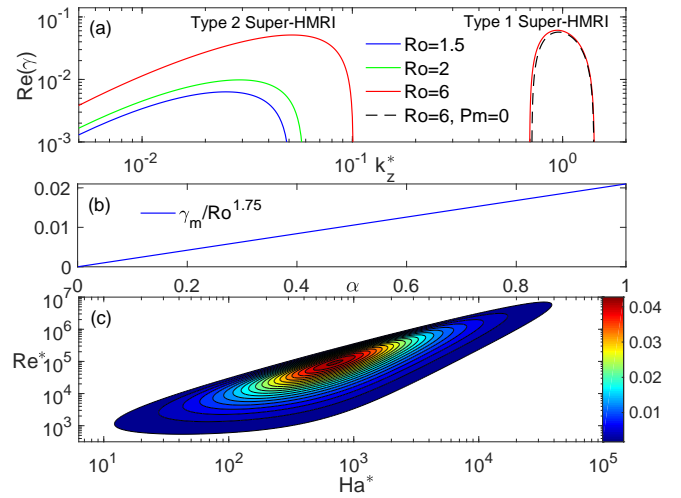 Type 2 Super-HMRI
Type 1 Super-HMRI
(a)
Re(γ)
10⁻¹
10⁻²
10⁻³
Ro=1.5
Ro=2
Ro=6
Ro=6, Pm=0
10⁻² 10⁻¹ k*z 10⁰
(b)
γm/Ro^1.75
0.02
0.01
0
0 0.2 0.4 α 0.6 0.8 1
(c)
Re*
10⁷
10⁶
10⁵
10⁴
10³
10¹ 10² 10³ 10⁴ 10⁵
Ha*
0.04
0.03
0.02
0.01